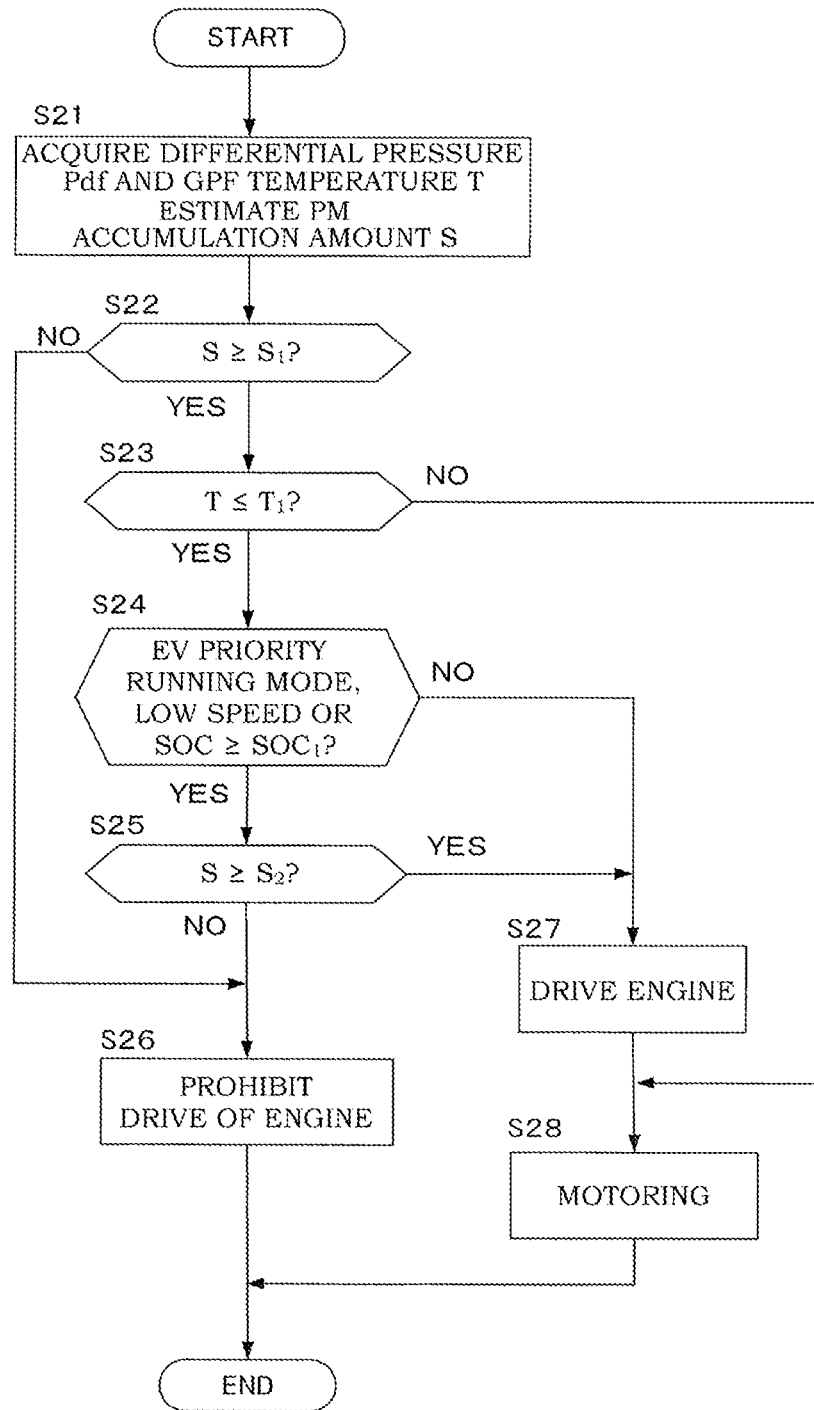 START
S21
ACQUIRE DIFFERENTIAL PRESSURE
Pdf AND GPF TEMPERATURE T
ESTIMATE PM
ACCUMULATION AMOUNT S
S22
NO
S ≥ S₁?
YES
S23
NO
T ≤ T₁?
YES
S24
EV PRIORITY
RUNNING MODE,
LOW SPEED OR
SOC ≥ SOC₁?
NO
YES
S25
YES
S ≥ S₂?
NO
S27
DRIVE ENGINE
S26
PROHIBIT
DRIVE OF ENGINE
S28
MOTORING
END